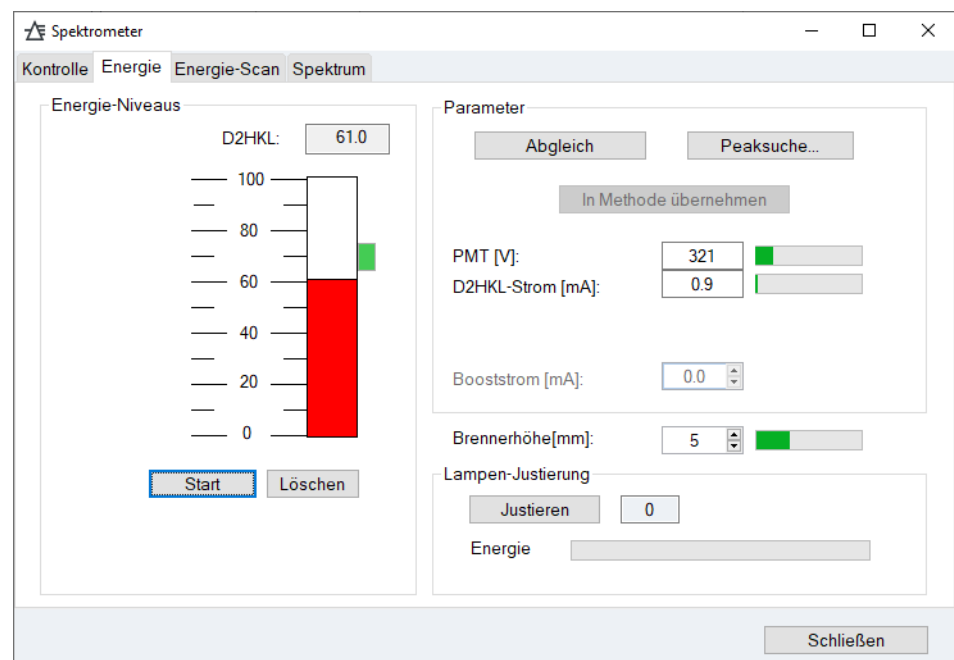 Spektrometer
Kontrolle Energie Energie-Scan Spektrum
Energie-Niveaus
D2HKL: 61.0
100
80
60
40
20
0
Start Löschen
Parameter
Abgleich Peaksuche...
In Methode übernehmen
PMT [V]: 321
D2HKL-Strom [mA]: 0.9
Booststrom [mA]: 0.0
Brennerhöhe[mm]: 5
Lampen-Justierung
Justieren 0
Energie
Schließen